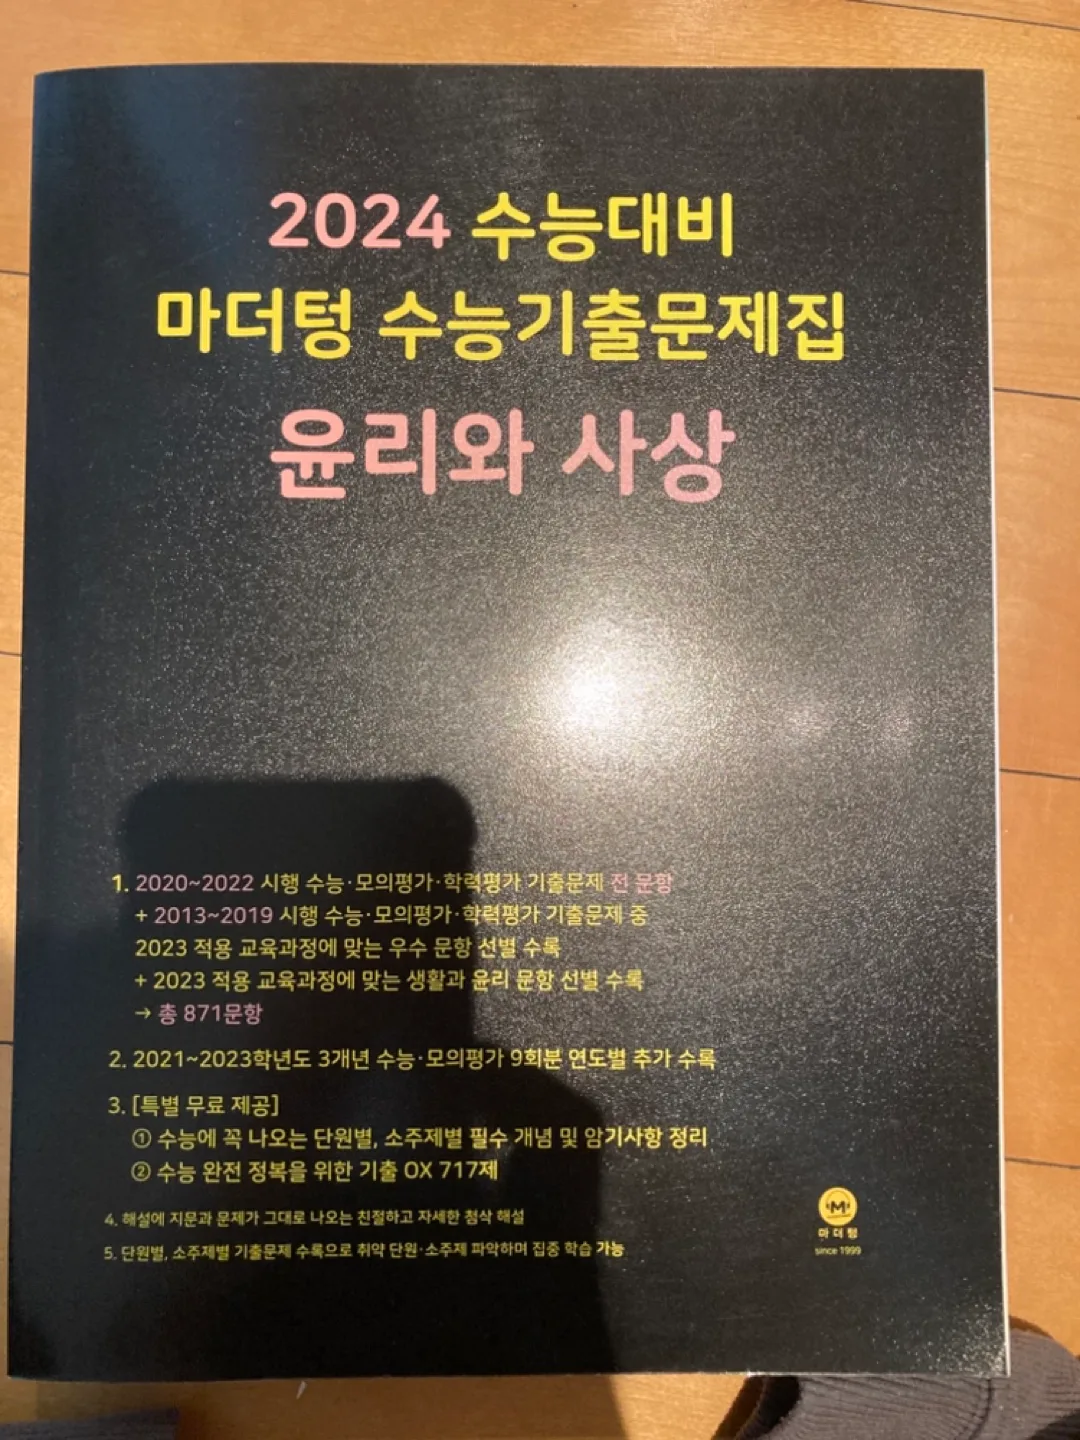 2024 수능대비
마더텅 수능기출문제집
윤리와 사상
1. 2020~2022 시행 수능·모의평가·학력평가 기출문제 전 문항
+ 2013~2019 시행 수능·모의평가·학력평가 기출문제 중
2023 적용 교육과정에 맞는 우수 문항 선별 수록
+ 2023 적용 교육과정에 맞는 생활과 윤리 문항 선별 수록
→ 총 871문항
2. 2021~2023학년도 3개년 수능·모의평가 9회분 연도별 추가 수록
3. [특별 무료 제공]
① 수능에 꼭 나오는 단원별, 소주제별 필수 개념 및 암기사항 정리
② 수능 완전 정복을 위한 기출 OX 717제
4. 해설에 지문과 문제가 그대로 나오는 친절하고 자세한 첨삭 해설
5. 단원별, 소주제별 기출문제 수록으로 취약 단원·소주제 파악하며 집중 학습 가능
M
마더텅
since 1999